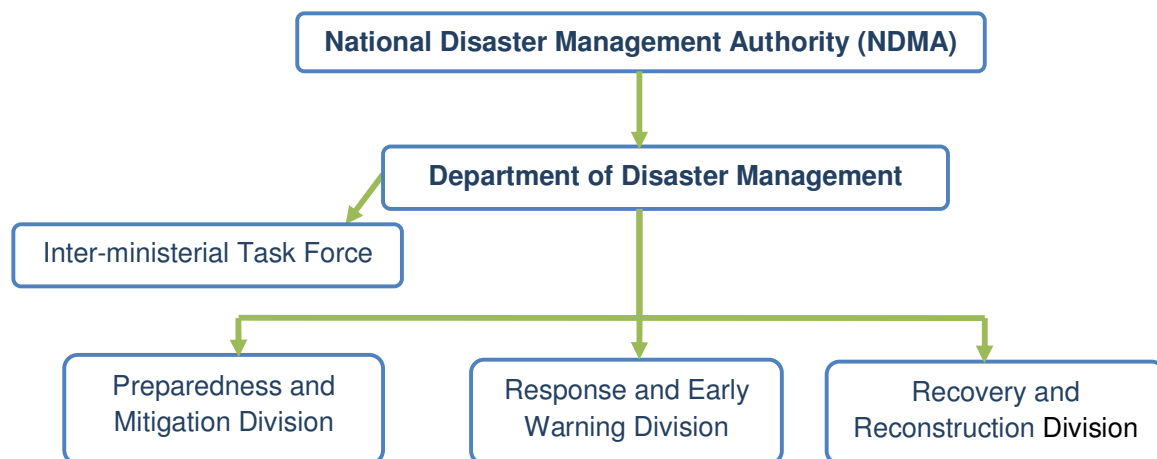 National Disaster Management Authority (NDMA)
Department of Disaster Management
Inter-ministerial Task Force
Preparedness and
Mitigation Division
Response and Early
Warning Division
Recovery and
Reconstruction Division